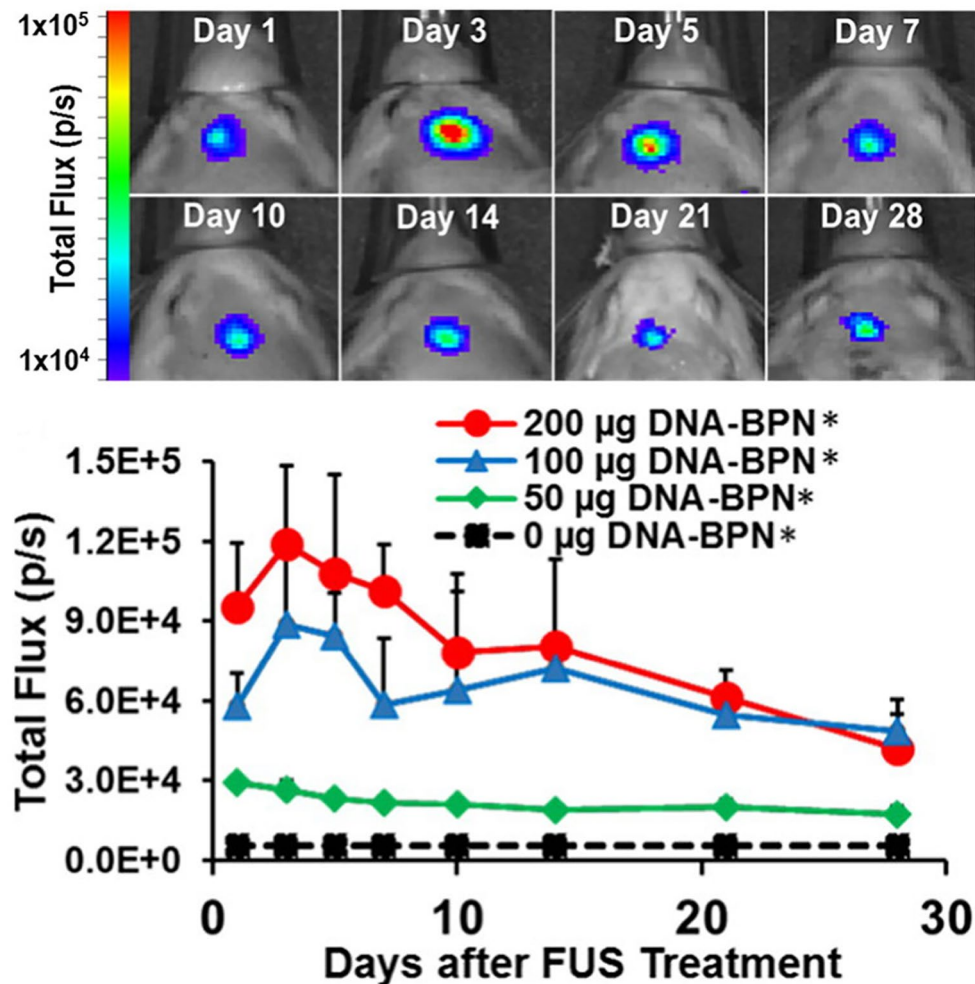 1x10⁵
Total Flux (p/s)
1x10⁴
Day 1
Day 3
Day 5
Day 7
Day 10
Day 14
Day 21
Day 28
200 µg DNA-BPN*
100 µg DNA-BPN*
50 µg DNA-BPN*
0 µg DNA-BPN*
Total Flux (p/s)
1.5E+5
1.2E+5
9.0E+4
6.0E+4
3.0E+4
0.0E+0
0
10
20
30
Days after FUS Treatment